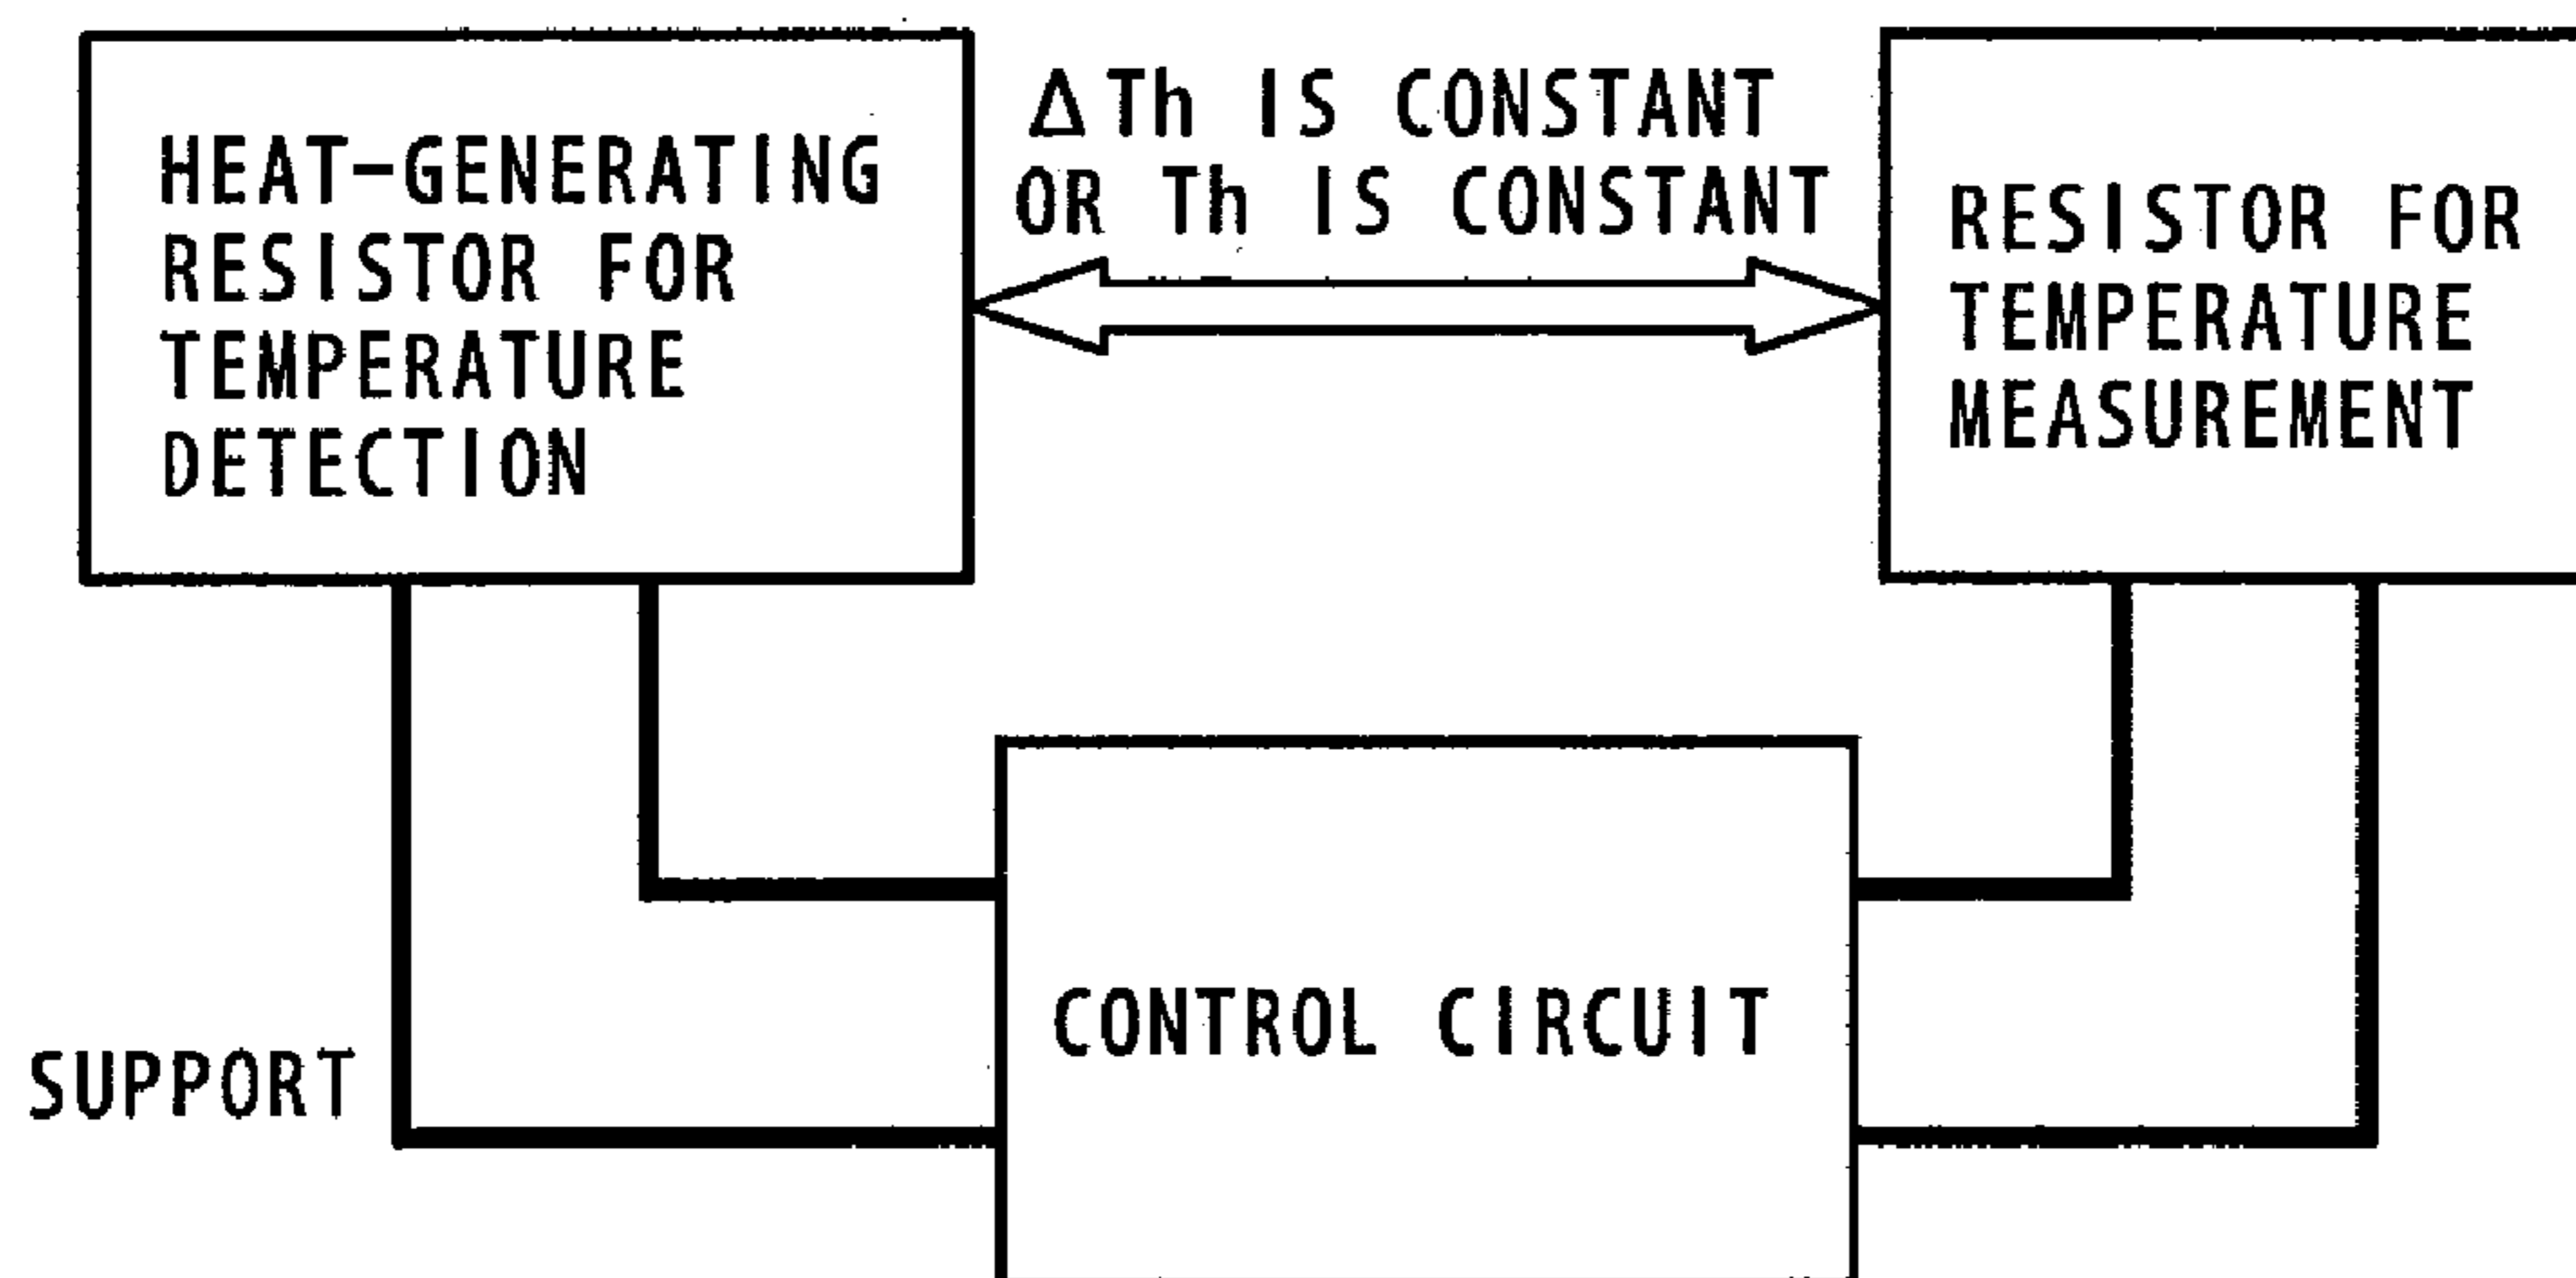 HEAT-GENERATING
RESISTOR FOR
TEMPERATURE
DETECTION
ΔTh IS CONSTANT
OR Th IS CONSTANT
RESISTOR FOR
TEMPERATURE
MEASUREMENT
CONTROL CIRCUIT
SUPPORT